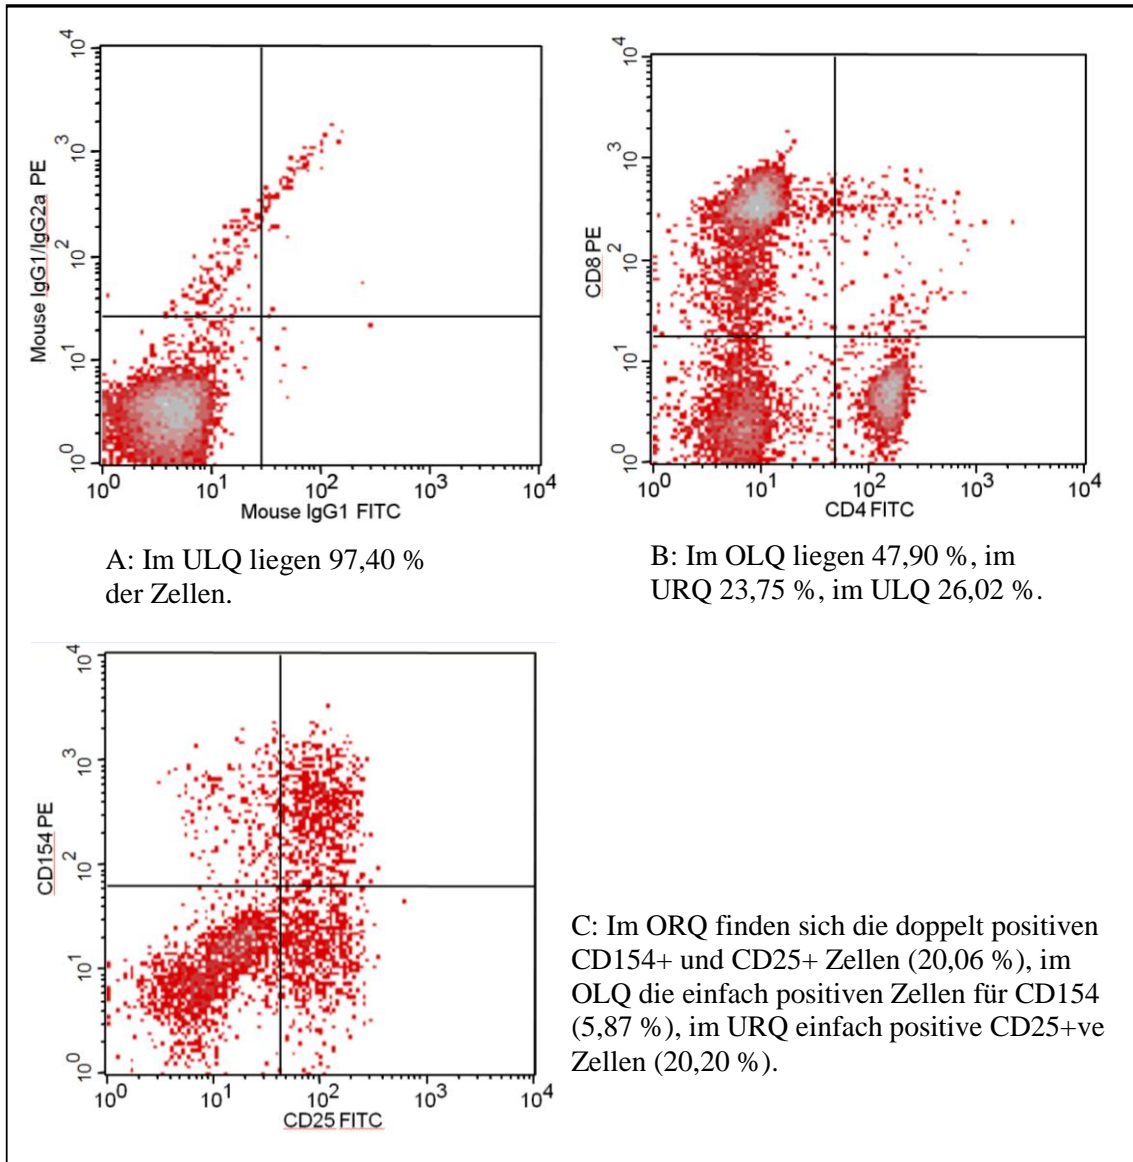 Mouse IgG1/IgG2a PE
10⁴
10³
10²
10¹
10⁰
10⁰ 10¹ 10² 10³ 10⁴
Mouse IgG1 FITC
A: Im ULQ liegen 97,40 %
der Zellen.
CD8 PE
10⁴
10³
10²
10¹
10⁰
10⁰ 10¹ 10² 10³ 10⁴
CD4 FITC
B: Im OLQ liegen 47,90 %, im
URQ 23,75 %, im ULQ 26,02 %.
CD154 PE
10⁴
10³
10²
10¹
10⁰
10⁰ 10¹ 10² 10³ 10⁴
CD25 FITC
C: Im ORQ finden sich die doppelt positiven
CD154+ und CD25+ Zellen (20,06 %), im
OLQ die einfach positiven Zellen für CD154
(5,87 %), im URQ einfach positive CD25+ve
Zellen (20,20 %).